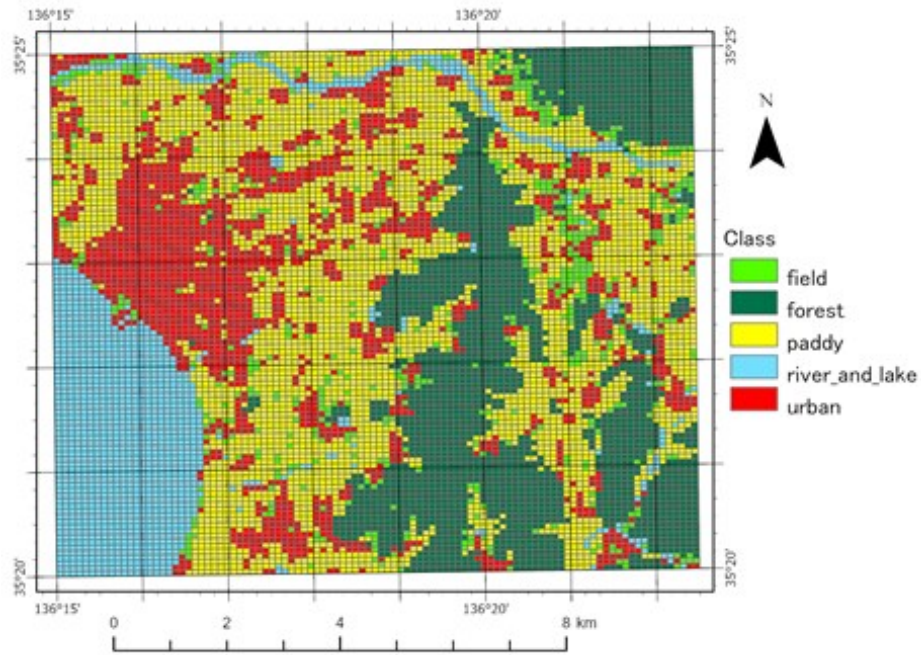 136°15' 136°20'
35°25' 35°25'
N
Class
field
forest
paddy
river_and_lake
urban
35°20' 35°20'
136°15' 136°20'
0 2 4 8 km